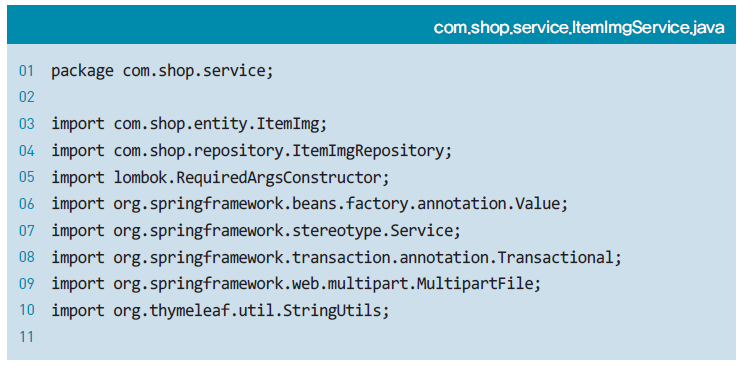 com.shop.service.ItemImgService.java
01 package com.shop.service;
02
03 import com.shop.entity.ItemImg;
04 import com.shop.repository.ItemImgRepository;
05 import lombok.RequiredArgsConstructor;
06 import org.springframework.beans.factory.annotation.Value;
07 import org.springframework.stereotype.Service;
08 import org.springframework.transaction.annotation.Transactional;
09 import org.springframework.web.multipart.MultipartFile;
10 import org.thymeleaf.util.StringUtils;
11